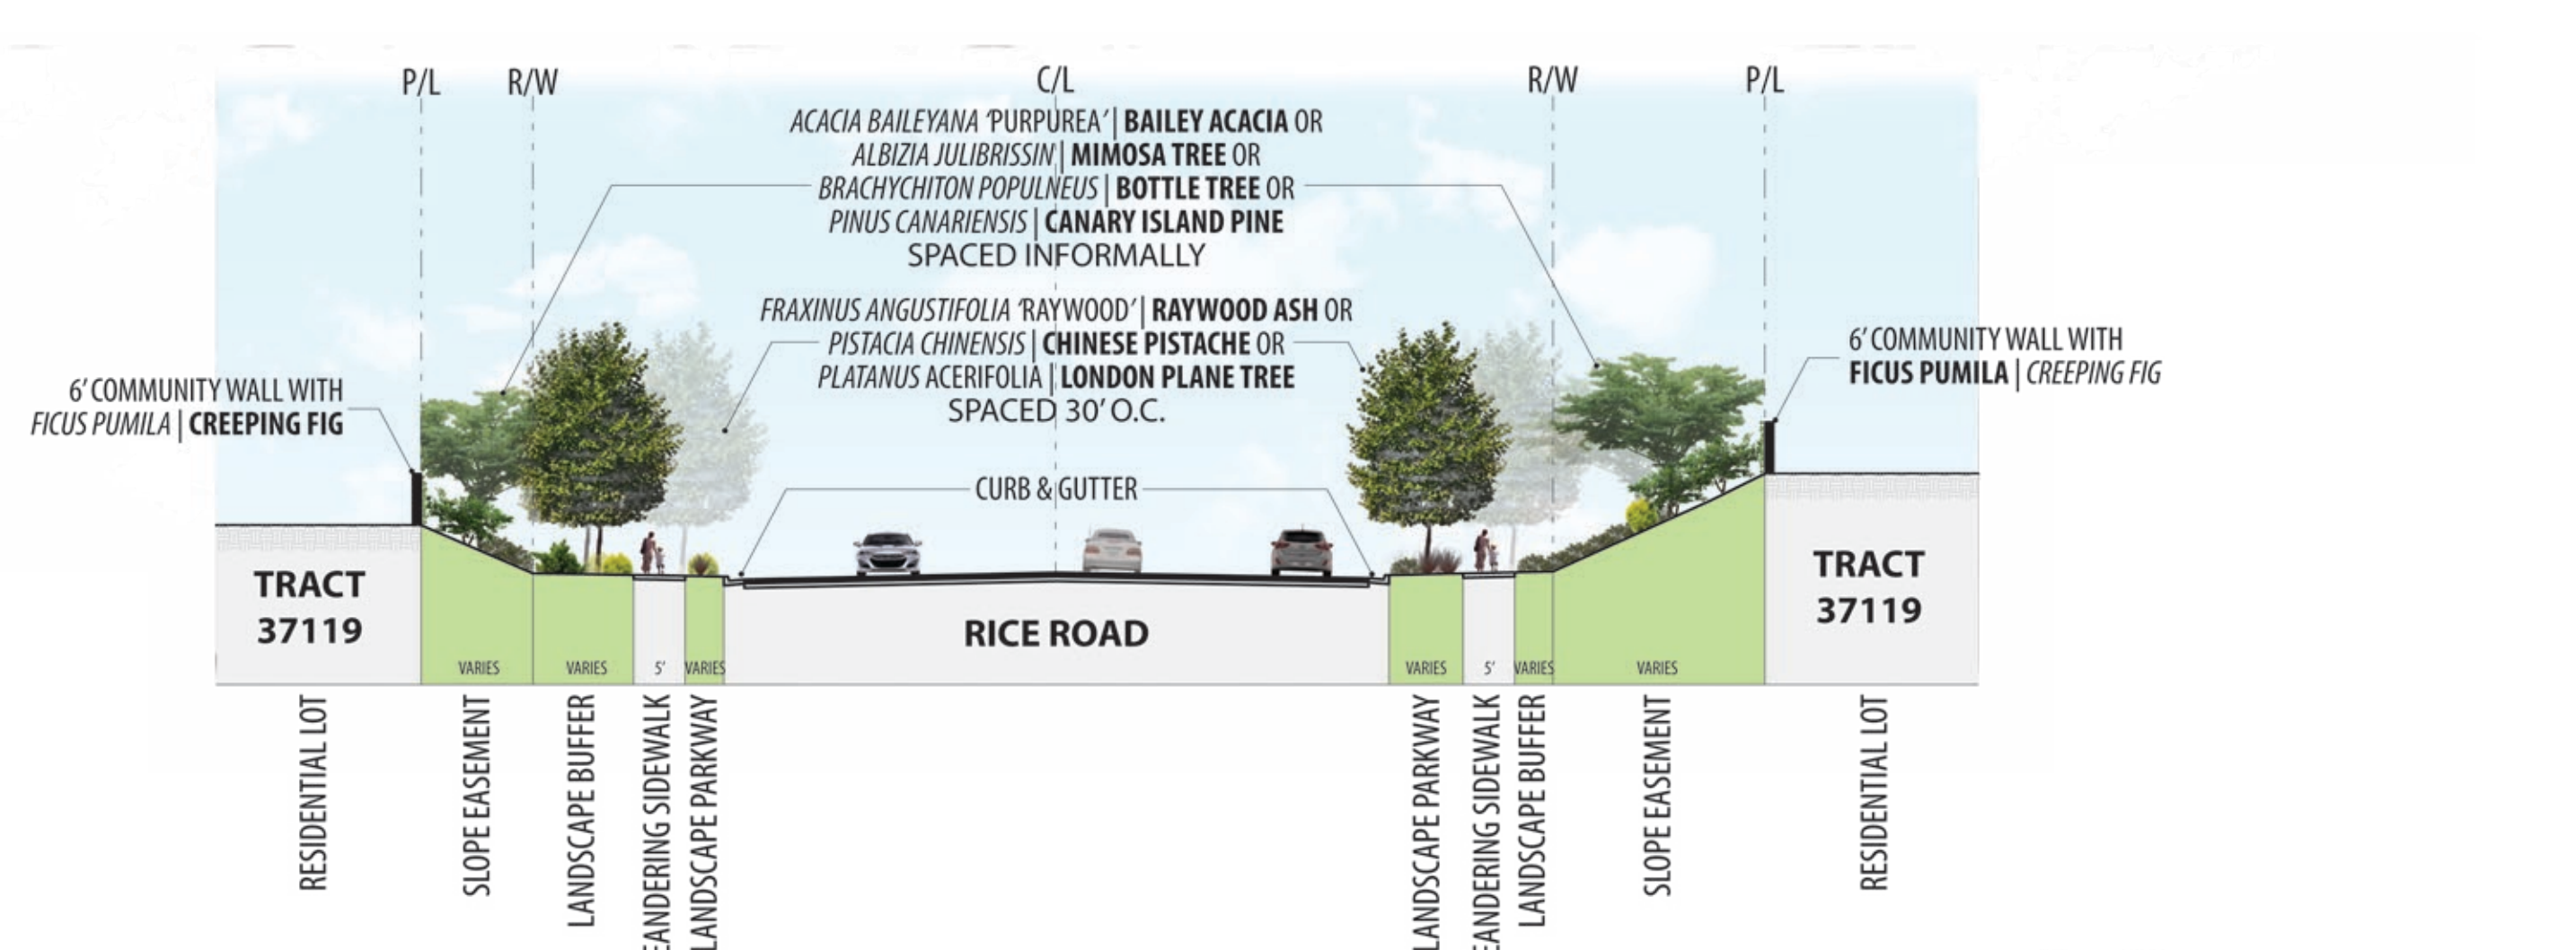 P/L
R/W
C/L
R/W
P/L
ACACIA BAILEYANA 'PURPUREA' | BAILEY ACACIA OR
ALBIZIA JULIBRISSIN | MIMOSA TREE OR
BRACHYCHITON POPULNEUS | BOTTLE TREE OR
PINUS CANARIENSIS | CANARY ISLAND PINE
SPACED INFORMALLY
FRAXINUS ANGUSTIFOLIA 'RAYWOOD' | RAYWOOD ASH OR
PISTACIA CHINENSIS | CHINESE PISTACHE OR
PLATANUS ACERIFOLIA | LONDON PLANE TREE
SPACED 30' O.C.
6' COMMUNITY WALL WITH
FICUS PUMILA | CREEPING FIG
6' COMMUNITY WALL WITH
FICUS PUMILA | CREEPING FIG
CURB & GUTTER
TRACT
37119
RICE ROAD
TRACT
37119
VARIES
VARIES
5'
VARIES
VARIES
5'
VARIES
VARIES
RESIDENTIAL LOT
SLOPE EASEMENT
LANDSCAPE BUFFER
EANDERING SIDEWALK
LANDSCAPE PARKWAY
LANDSCAPE PARKWAY
EANDERING SIDEWALK
LANDSCAPE BUFFER
SLOPE EASEMENT
RESIDENTIAL LOT